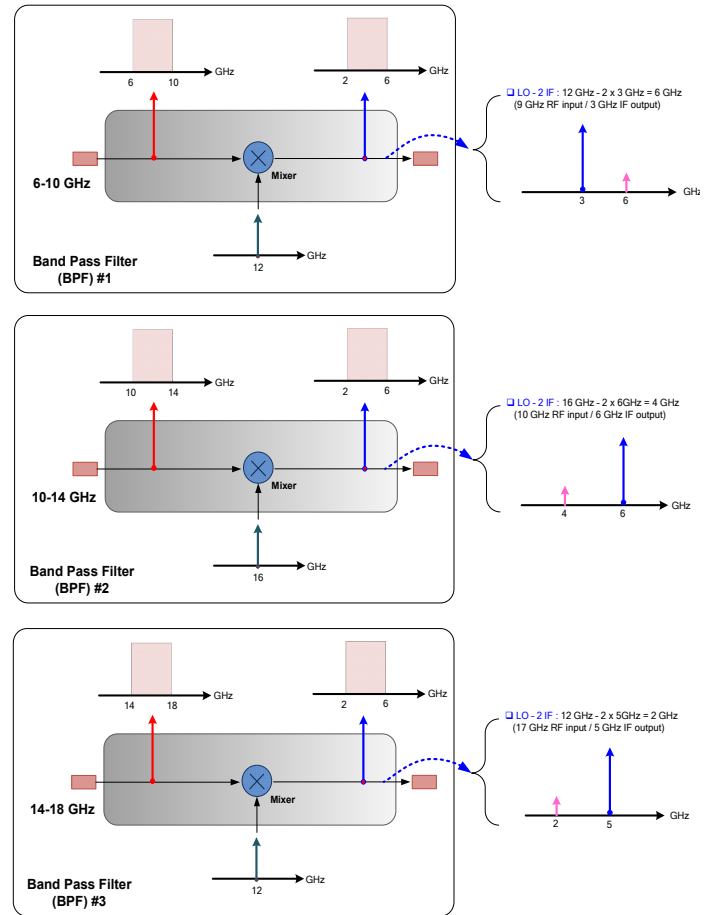 GHz
6 10
GHz
2 6
❑ LO - 2 IF : 12 GHz - 2 x 3 GHz = 6 GHz
(9 GHz RF input / 3 GHz IF output)
6-10 GHz
Mixer
GHz
3 6
GHz
12
Band Pass Filter
(BPF) #1
GHz
10 14
GHz
2 6
❑ LO - 2 IF : 16 GHz - 2 x 6GHz = 4 GHz
(10 GHz RF input / 6 GHz IF output)
10-14 GHz
Mixer
GHz
4 6
GHz
16
Band Pass Filter
(BPF) #2
GHz
14 18
GHz
2 6
❑ LO - 2 IF : 12 GHz - 2 x 5GHz = 2 GHz
(17 GHz RF input / 5 GHz IF output)
14-18 GHz
Mixer
GHz
2 5
GHz
12
Band Pass Filter
(BPF) #3